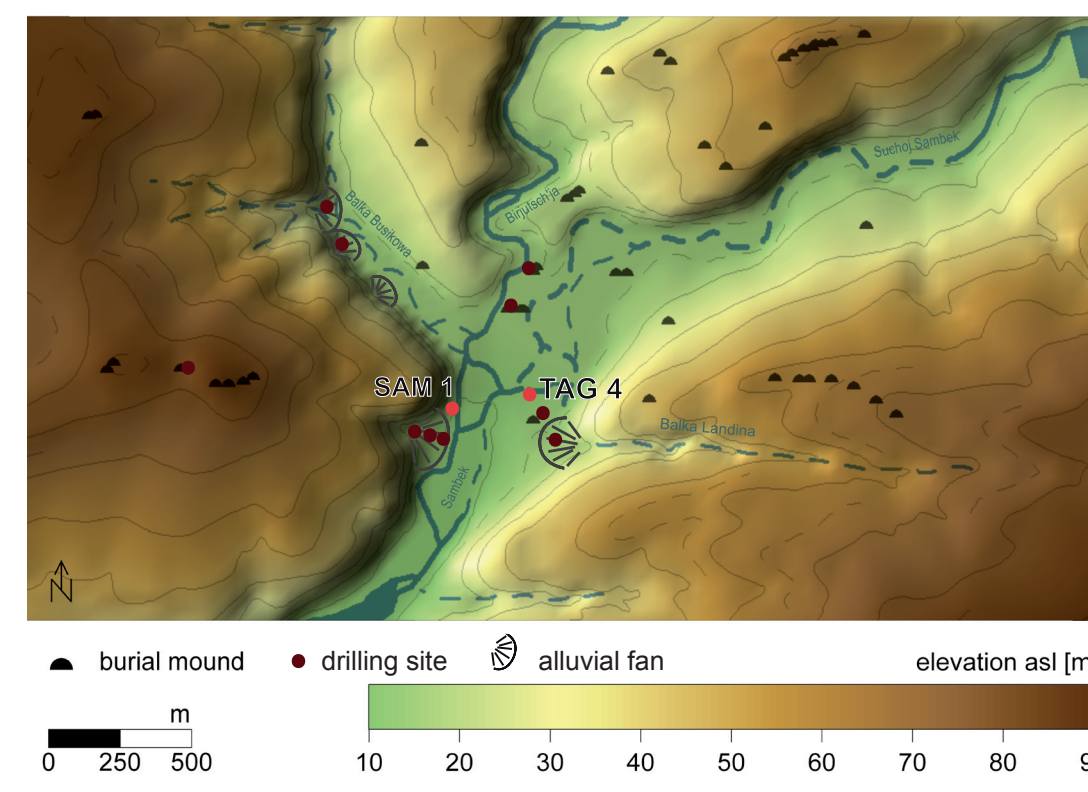 Suchoj Sambek
Balka Busikowa
Birjutschja
SAM 1
TAG 4
Balka Landina
Sambek
N
burial mound
drilling site
alluvial fan
elevation asl [m
m
0 250 500
10 20 30 40 50 60 70 80 9